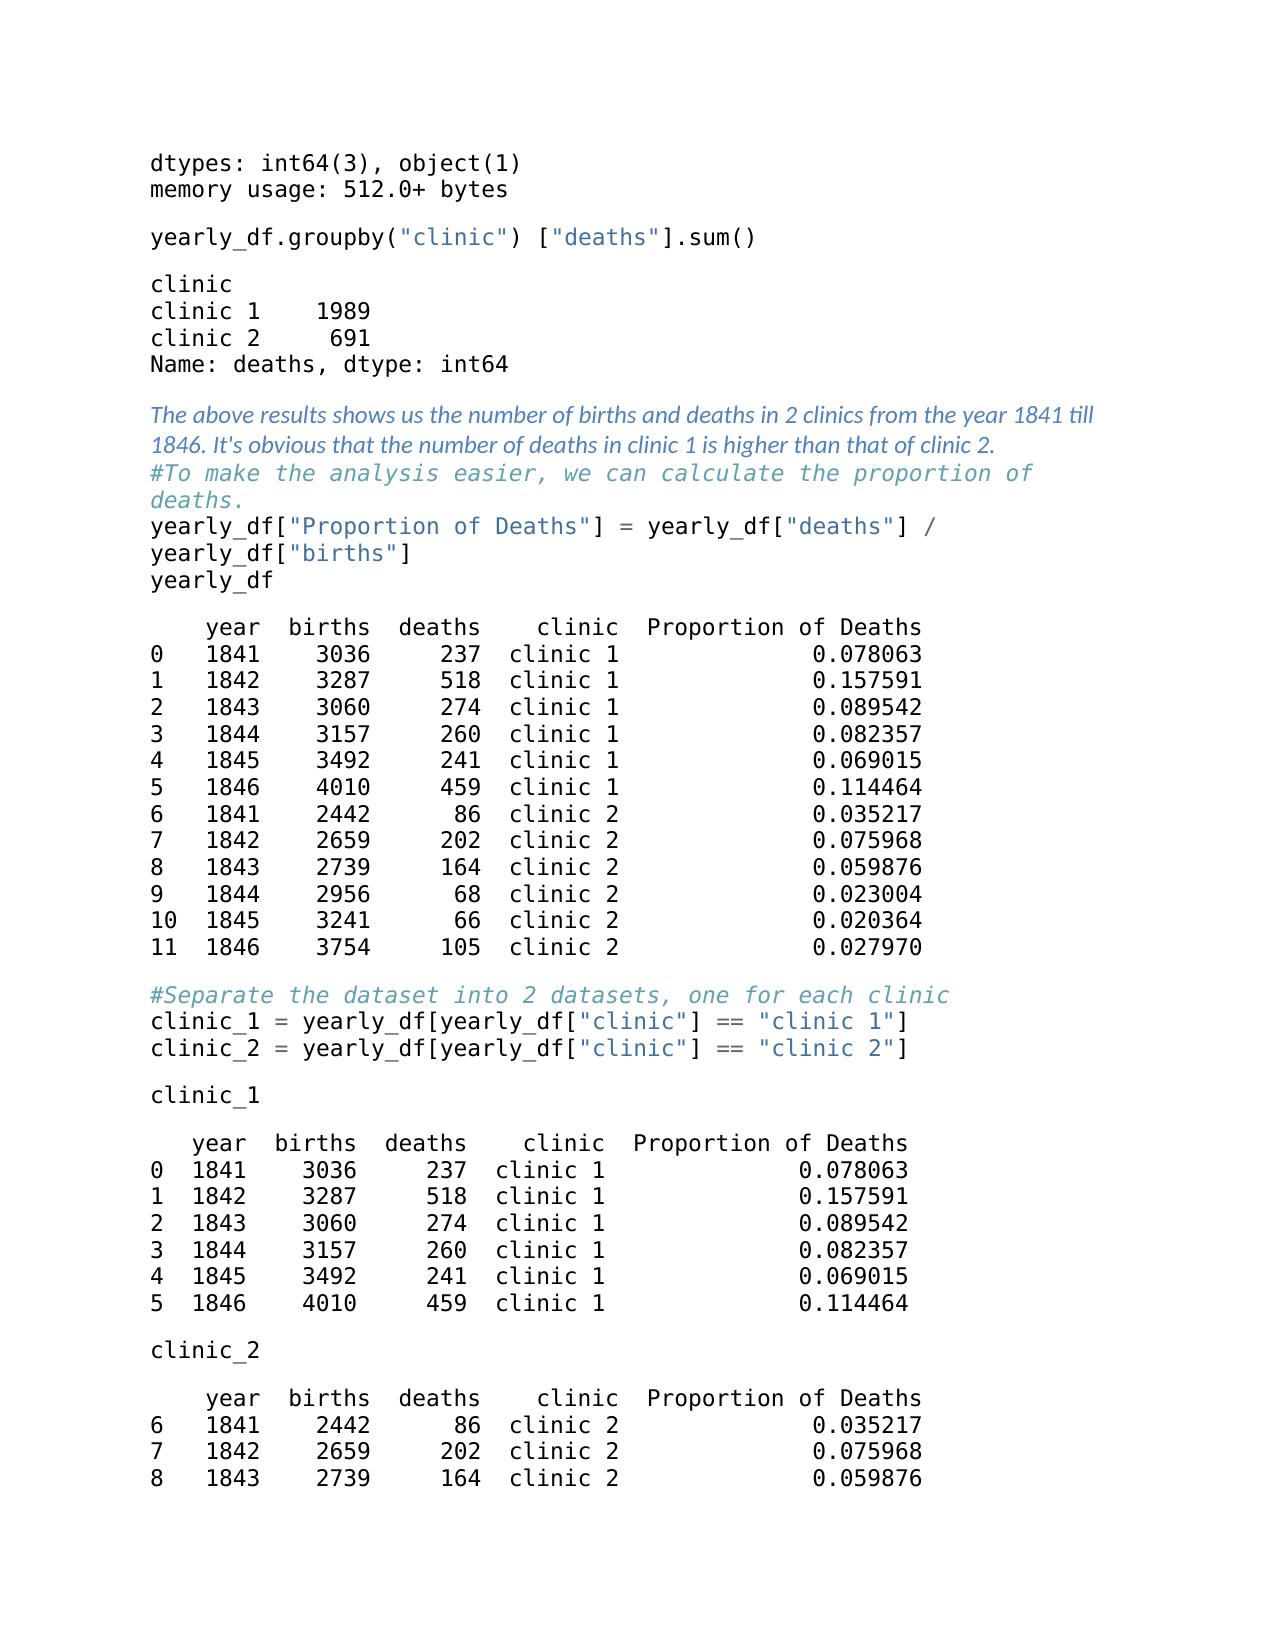 dtypes: int64(3), object(1)
memory usage: 512.0+ bytes
yearly_df.groupby("clinic") ["deaths"].sum()
clinic
clinic 1    1989
clinic 2     691
Name: deaths, dtype: int64
The above results shows us the number of births and deaths in 2 clinics from the year 1841 till
1846. It's obvious that the number of deaths in clinic 1 is higher than that of clinic 2.
#To make the analysis easier, we can calculate the proportion of
deaths.
yearly_df["Proportion of Deaths"] = yearly_df["deaths"] /
yearly_df["births"]
yearly_df
    year  births  deaths    clinic  Proportion of Deaths
0   1841    3036     237  clinic 1              0.078063
1   1842    3287     518  clinic 1              0.157591
2   1843    3060     274  clinic 1              0.089542
3   1844    3157     260  clinic 1              0.082357
4   1845    3492     241  clinic 1              0.069015
5   1846    4010     459  clinic 1              0.114464
6   1841    2442      86  clinic 2              0.035217
7   1842    2659     202  clinic 2              0.075968
8   1843    2739     164  clinic 2              0.059876
9   1844    2956      68  clinic 2              0.023004
10  1845    3241      66  clinic 2              0.020364
11  1846    3754     105  clinic 2              0.027970
#Separate the dataset into 2 datasets, one for each clinic
clinic_1 = yearly_df[yearly_df["clinic"] == "clinic 1"]
clinic_2 = yearly_df[yearly_df["clinic"] == "clinic 2"]
clinic_1
   year  births  deaths    clinic  Proportion of Deaths
0  1841    3036     237  clinic 1              0.078063
1  1842    3287     518  clinic 1              0.157591
2  1843    3060     274  clinic 1              0.089542
3  1844    3157     260  clinic 1              0.082357
4  1845    3492     241  clinic 1              0.069015
5  1846    4010     459  clinic 1              0.114464
clinic_2
    year  births  deaths    clinic  Proportion of Deaths
6   1841    2442      86  clinic 2              0.035217
7   1842    2659     202  clinic 2              0.075968
8   1843    2739     164  clinic 2              0.059876